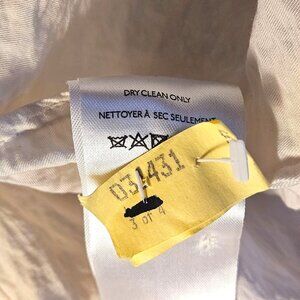 DRY CLEAN ONLY
NETTOYER À SEC SEULEMENT
031431
3 of 4